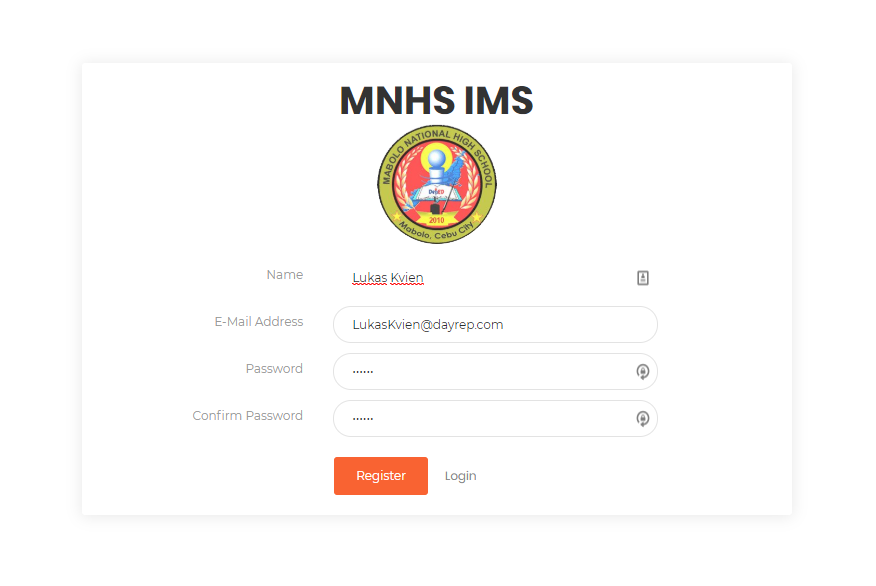 MNHS IMS
MABOLO NATIONAL HIGH SCHOOL
DepED
2010
Mabolo, Cebu City
Name
Lukas Kvien
E-Mail Address
LukasKvien@dayrep.com
Password
••••••
Confirm Password
••••••
Register Login